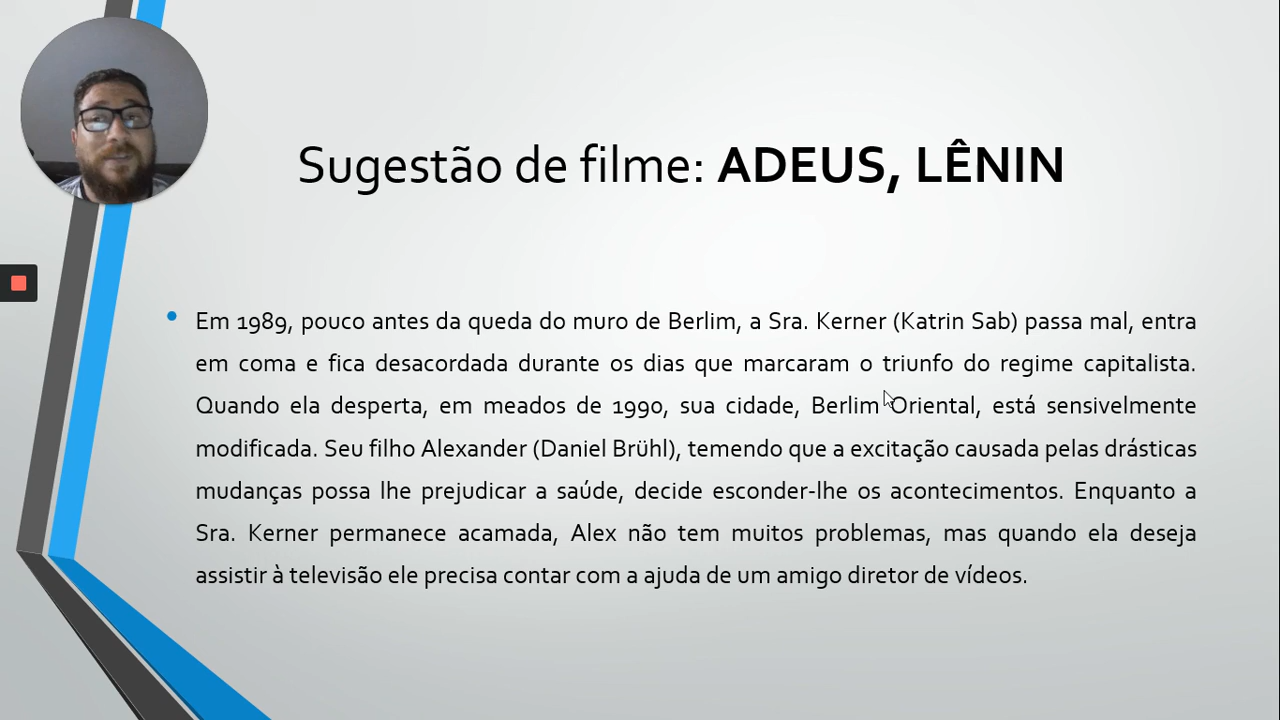 Sugestão de filme: ADEUS, LÊNIN
Em 1989, pouco antes da queda do muro de Berlim, a Sra. Kerner (Katrin Sab) passa mal, entra
em coma e fica desacordada durante os dias que marcaram o triunfo do regime capitalista.
Quando ela desperta, em meados de 1990, sua cidade, Berlim Oriental, está sensivelmente
modificada. Seu filho Alexander (Daniel Brühl), temendo que a excitação causada pelas drásticas
mudanças possa lhe prejudicar a saúde, decide esconder-lhe os acontecimentos. Enquanto a
Sra. Kerner permanece acamada, Alex não tem muitos problemas, mas quando ela deseja
assistir à televisão ele precisa contar com a ajuda de um amigo diretor de vídeos.